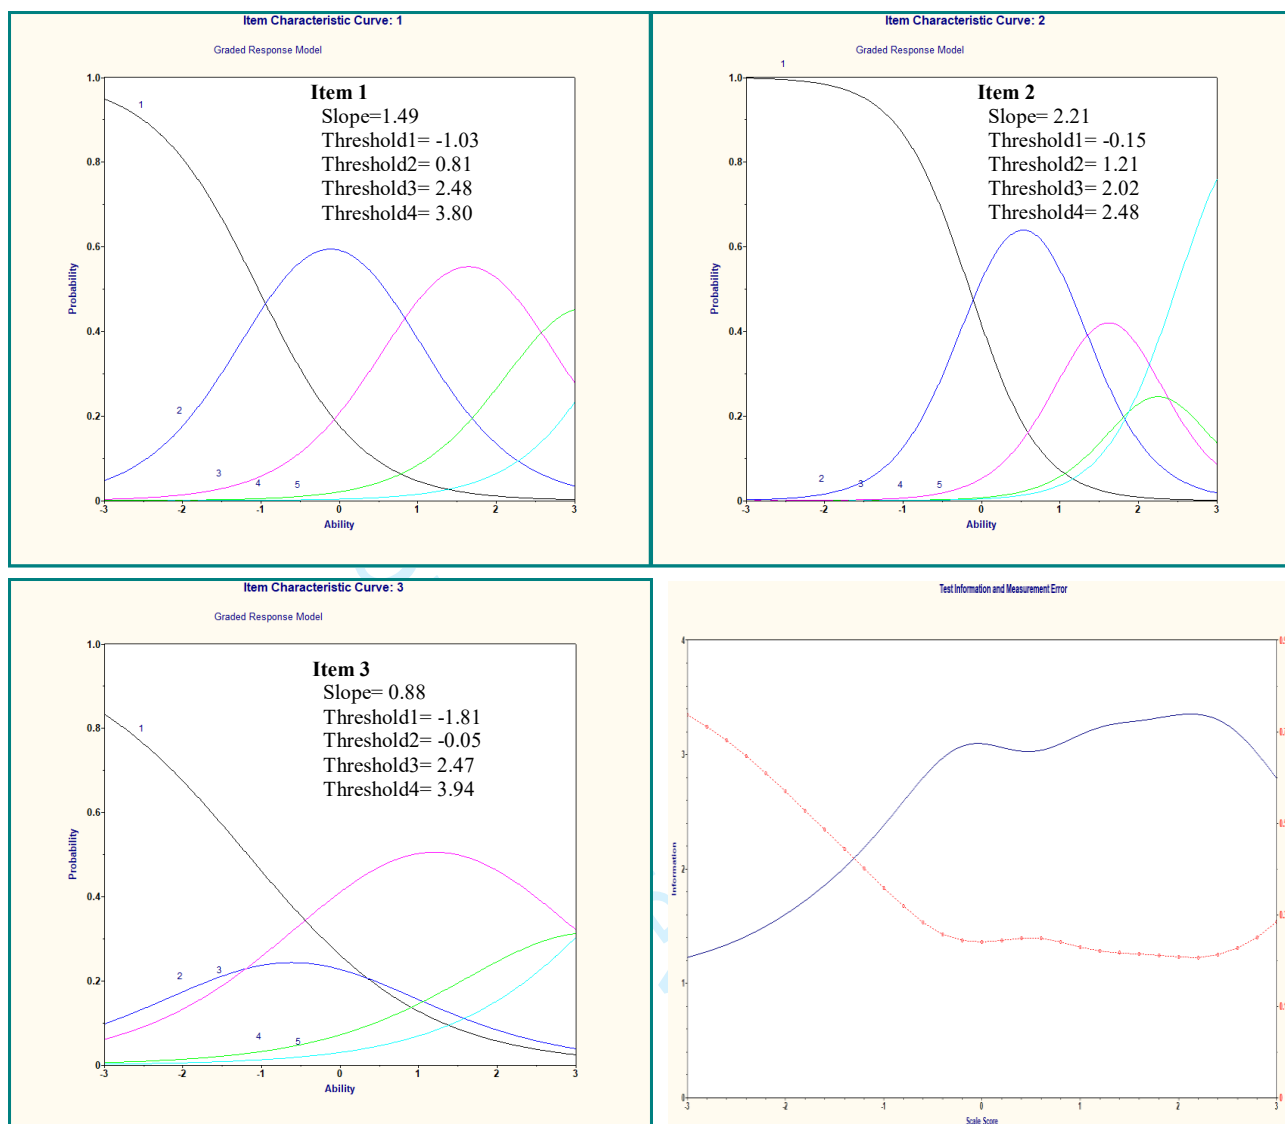 Item Characteristic Curve: 1
Graded Response Model
Item 1
Slope=1.49
Threshold1= -1.03
Threshold2= 0.81
Threshold3= 2.48
Threshold4= 3.80
1.0
0.8
0.6
0.4
0.2
0
Probability
1
2
3
4
5
-3
-2
-1
0
1
2
3
Ability
Item Characteristic Curve: 2
Graded Response Model
Item 2
Slope= 2.21
Threshold1= -0.15
Threshold2= 1.21
Threshold3= 2.02
Threshold4= 2.48
1.0
0.8
0.6
0.4
0.2
0
Probability
1
2
3
4
5
-3
-2
-1
0
1
2
3
Ability
Item Characteristic Curve: 3
Graded Response Model
Item 3
Slope= 0.88
Threshold1= -1.81
Threshold2= -0.05
Threshold3= 2.47
Threshold4= 3.94
1.0
0.8
0.6
0.4
0.2
0
Probability
1
2
3
4
5
-3
-2
-1
0
1
2
3
Ability
Test Information and Measurement Error
4
3
2
1
0
Information
-3
-2
-1
0
1
2
3
Scale Score